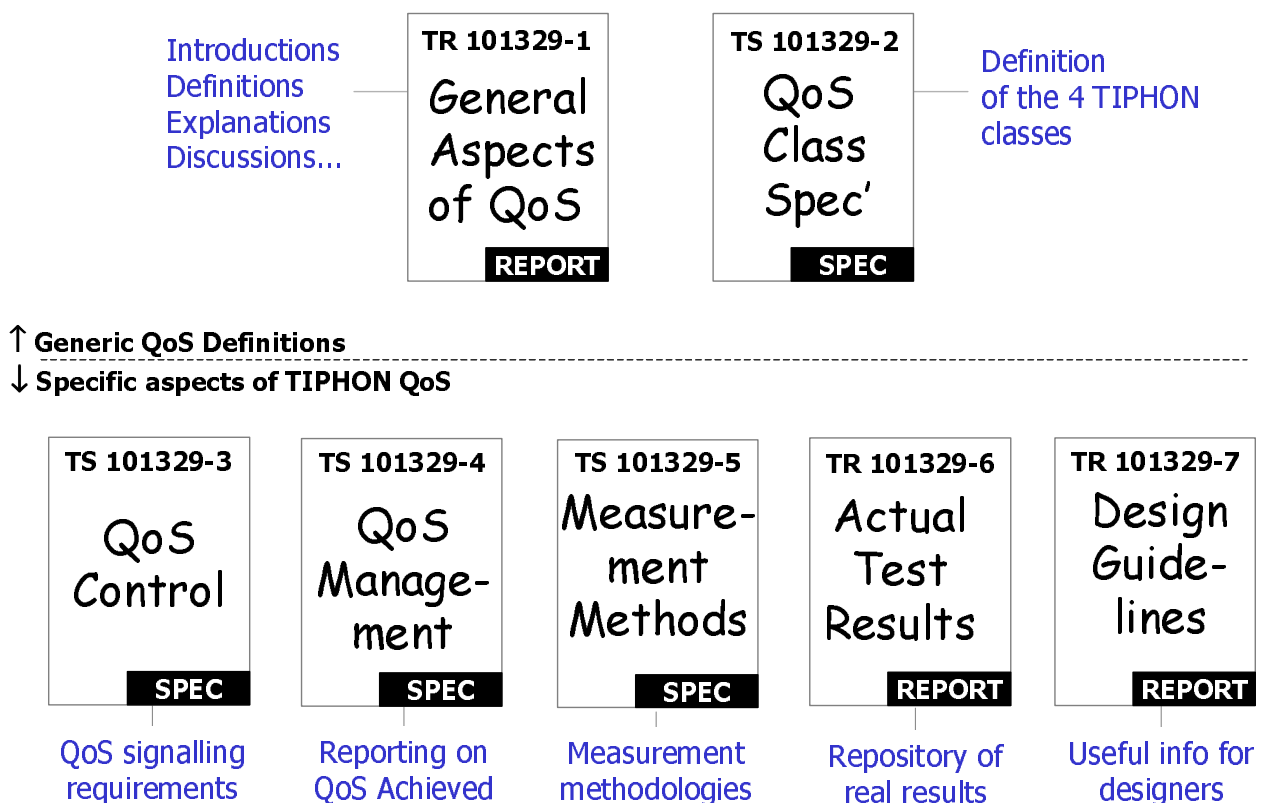 Introductions
Definitions
Explanations
Discussions...
TR 101329-1
General
Aspects
of QoS
REPORT
TS 101329-2
QoS
Class
Spec’
SPEC
Definition
of the 4 TIPHON
classes
↑ Generic QoS Definitions
↓ Specific aspects of TIPHON QoS
TS 101329-3
QoS
Control
SPEC
QoS signalling
requirements
TS 101329-4
QoS
Manage-
ment
SPEC
Reporting on
QoS Achieved
TS 101329-5
Measure-
ment
Methods
SPEC
Measurement
methodologies
TR 101329-6
Actual
Test
Results
REPORT
Repository of
real results
TR 101329-7
Design
Guide-
lines
REPORT
Useful info for
designers